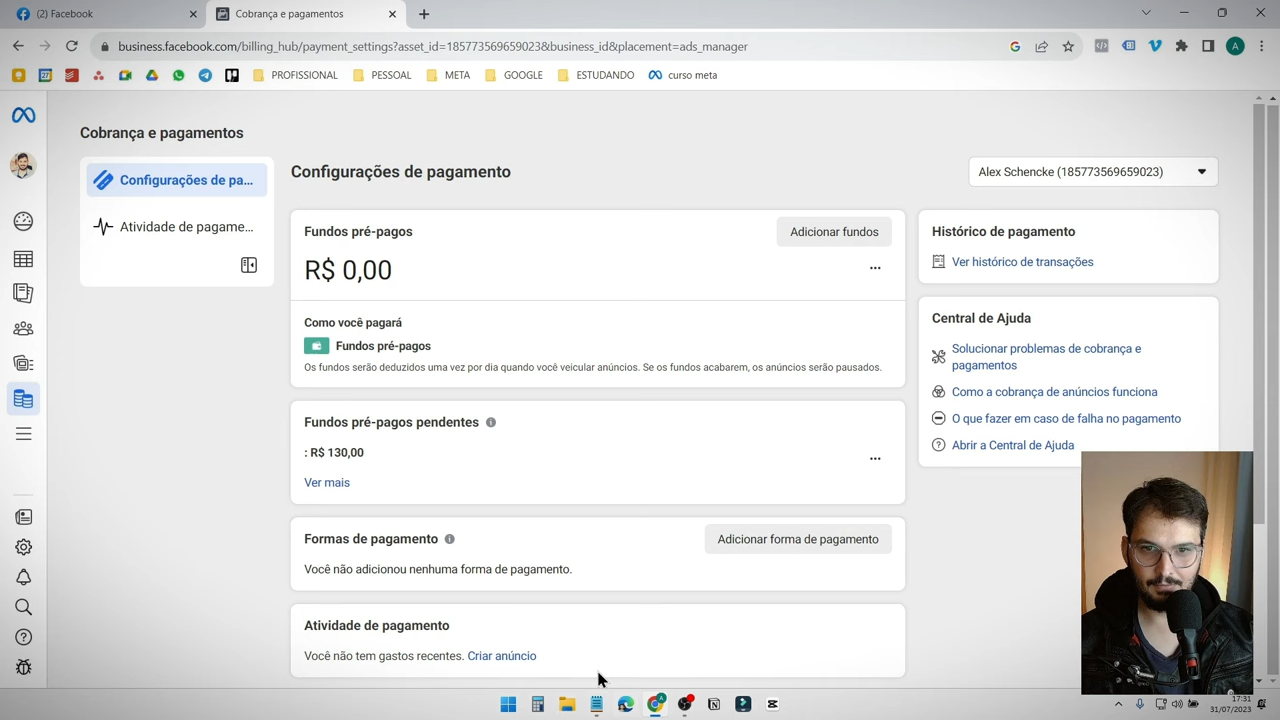 (2) Facebook
Cobrança e pagamentos
business.facebook.com/billing_hub/payment_settings?asset_id=185773569659023&business_id&placement=ads_manager
A
PROFISSIONAL
PESSOAL
META
GOOGLE
ESTUDANDO
curso meta
Cobrança e pagamentos
Configurações de pa...
Atividade de pagame...
Configurações de pagamento
Alex Schencke (185773569659023)
Fundos pré-pagos
Adicionar fundos
R$ 0,00
Como você pagará
Fundos pré-pagos
Os fundos serão deduzidos uma vez por dia quando você veicular anúncios. Se os fundos acabarem, os anúncios serão pausados.
Fundos pré-pagos pendentes
: R$ 130,00
Ver mais
Formas de pagamento
Adicionar forma de pagamento
Você não adicionou nenhuma forma de pagamento.
Atividade de pagamento
Você não tem gastos recentes. Criar anúncio
Histórico de pagamento
Ver histórico de transações
Central de Ajuda
Solucionar problemas de cobrança e
pagamentos
Como a cobrança de anúncios funciona
O que fazer em caso de falha no pagamento
Abrir a Central de Ajuda
17:31
31/07/2023